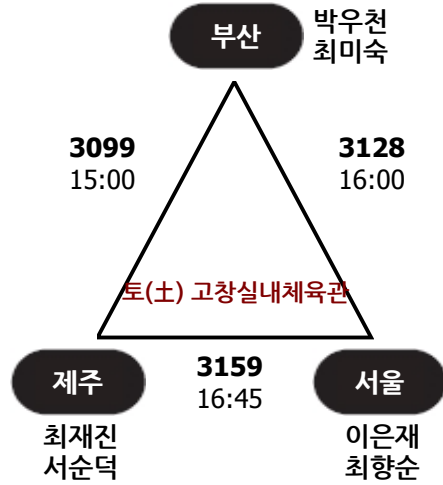 부산
박우천
최미숙
3099
15:00
3128
16:00
토(土) 고창실내체육관
제주
3159
16:45
서울
최재진
서순덕
이은재
최향순